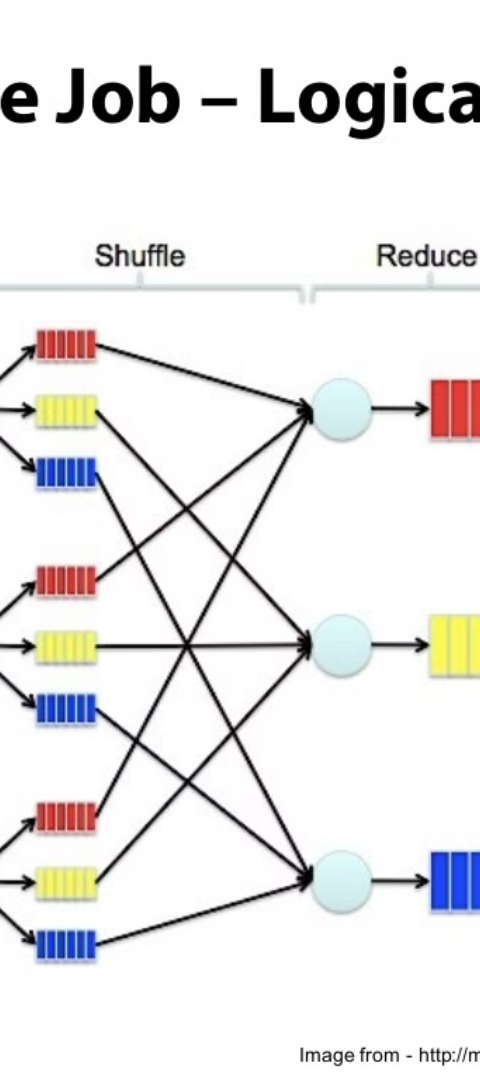 e Job – Logica
Shuffle
Reduce
Image from - http://m